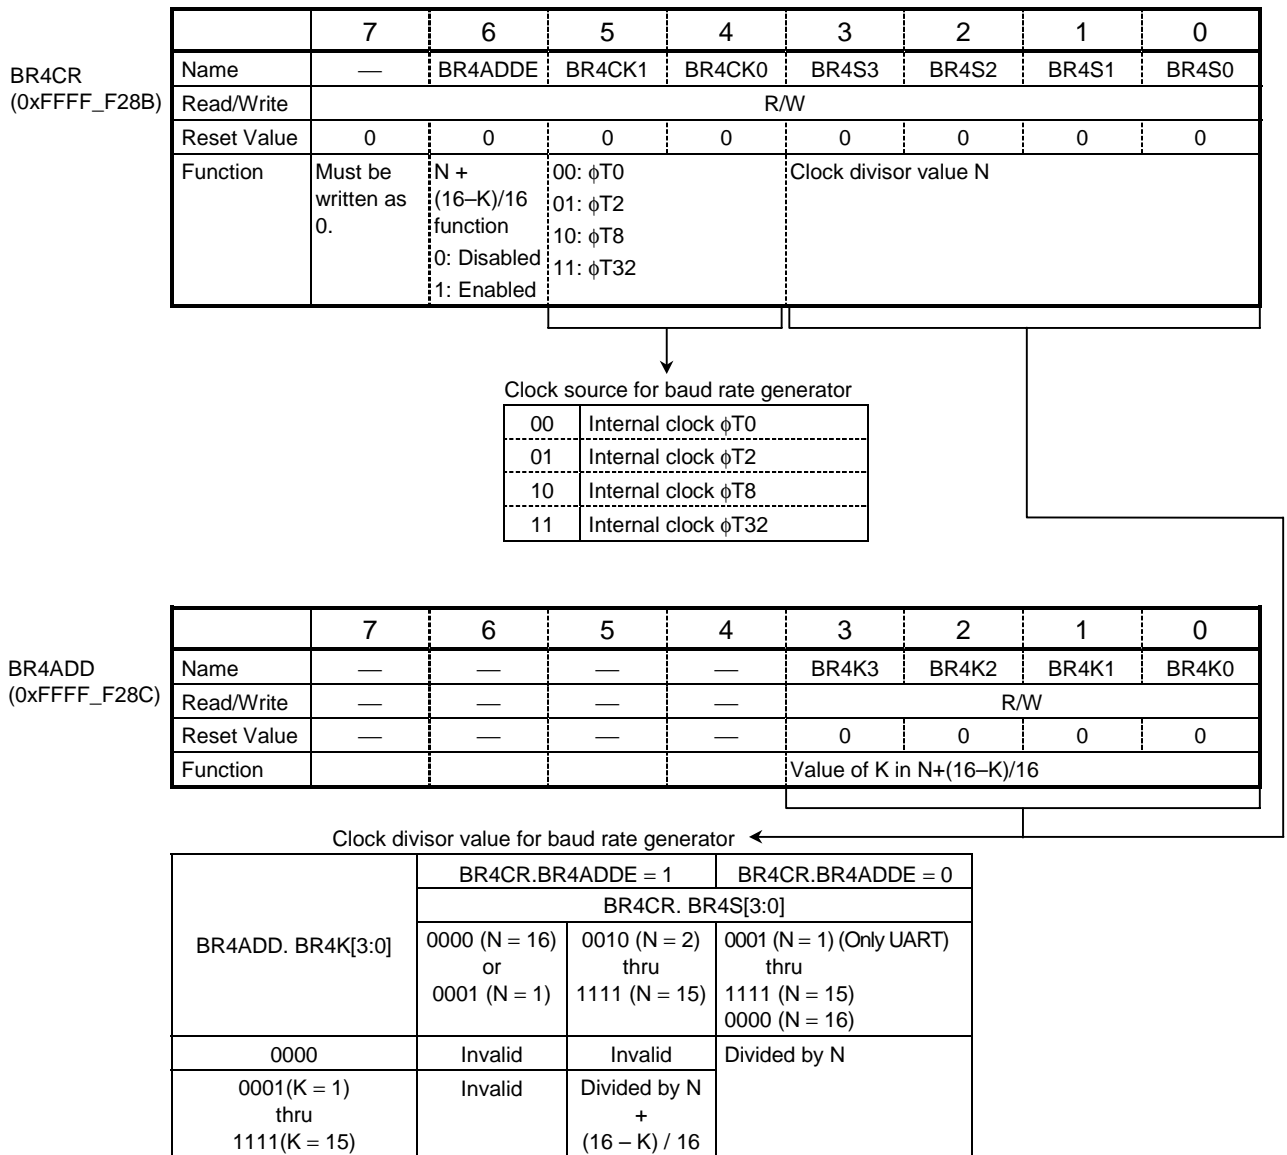 7 6 5 4 3 2 1 0
BR4CR
(0xFFFF_F28B)
Name — BR4ADDE BR4CK1 BR4CK0 BR4S3 BR4S2 BR4S1 BR4S0
Read/Write R/W
Reset Value 0 0 0 0 0 0 0 0
Function
Must be
written as
0.
N +
(16–K)/16
function
0: Disabled
1: Enabled
00: ϕT0
01: ϕT2
10: ϕT8
11: ϕT32
Clock divisor value N
Clock source for baud rate generator
00 Internal clock ϕT0
01 Internal clock ϕT2
10 Internal clock ϕT8
11 Internal clock ϕT32
7 6 5 4 3 2 1 0
BR4ADD
(0xFFFF_F28C)
Name — — — — BR4K3 BR4K2 BR4K1 BR4K0
Read/Write — — — — R/W
Reset Value — — — — 0 0 0 0
Function Value of K in N+(16–K)/16
Clock divisor value for baud rate generator
BR4ADD. BR4K[3:0]
BR4CR.BR4ADDE = 1 BR4CR.BR4ADDE = 0
BR4CR. BR4S[3:0]
0000 (N = 16)
or
0001 (N = 1)
0010 (N = 2)
thru
1111 (N = 15)
0001 (N = 1) (Only UART)
thru
1111 (N = 15)
0000 (N = 16)
0000 Invalid Invalid Divided by N
0001(K = 1)
thru
1111(K = 15)
Invalid
Divided by N
+
(16 – K) / 16